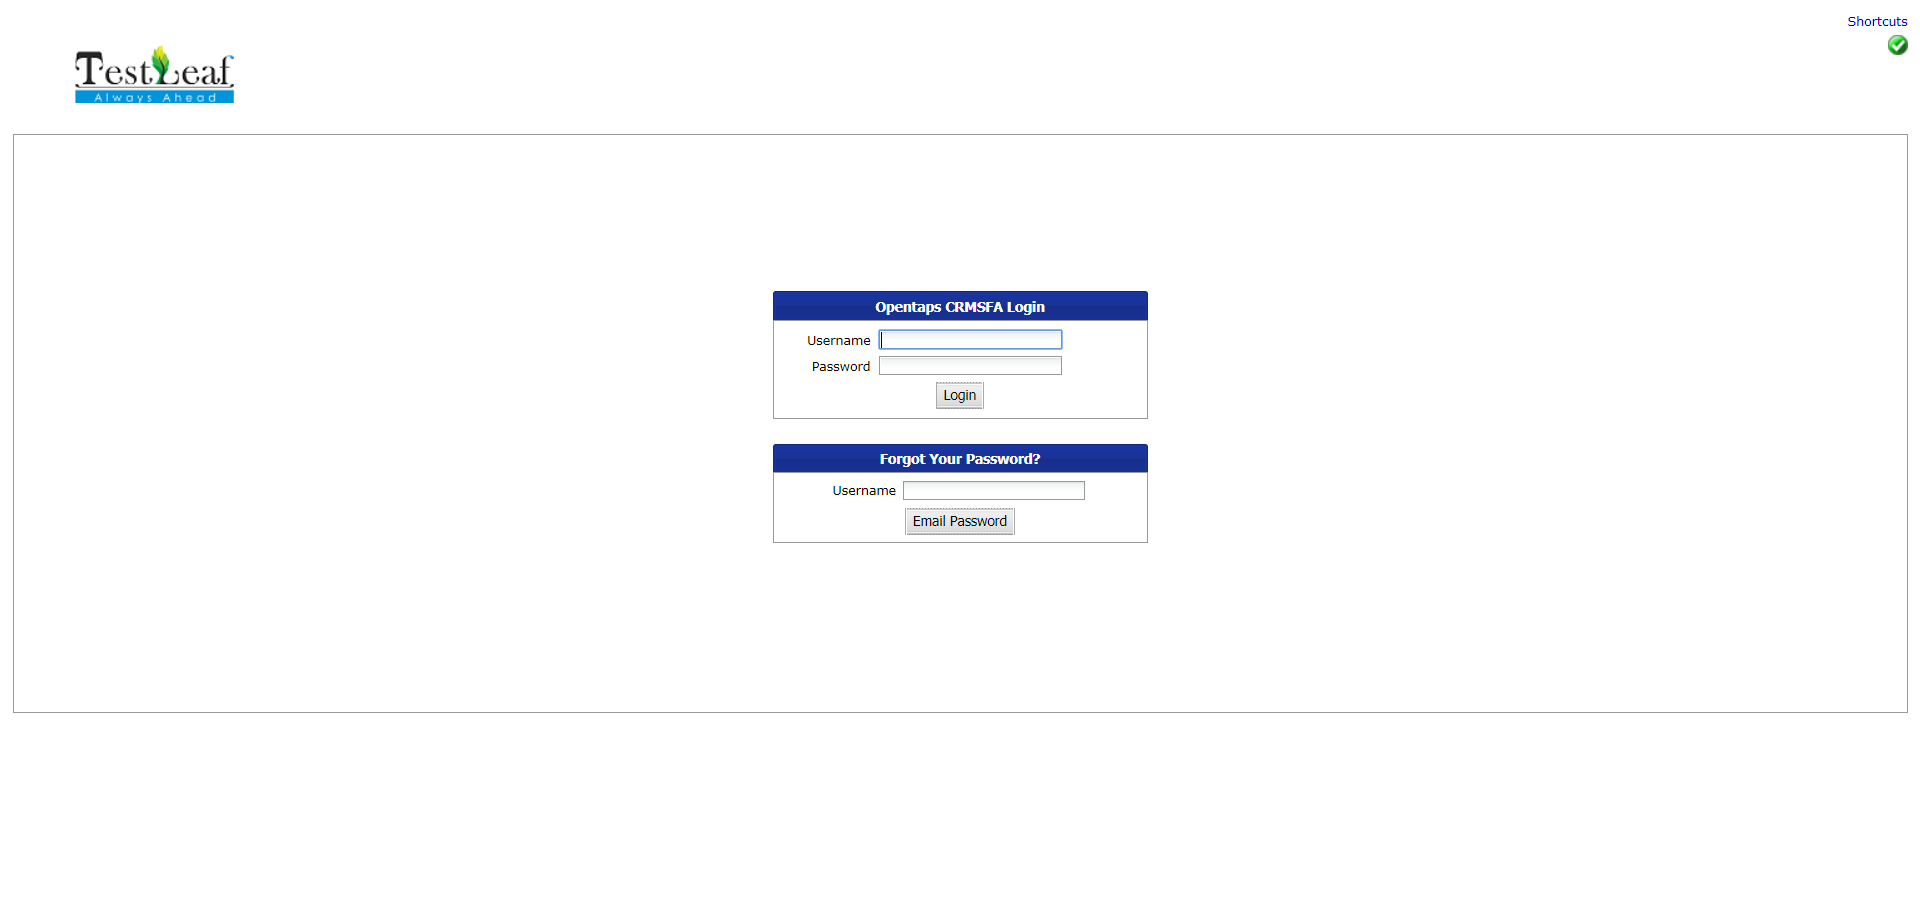 Shortcuts
TestLeaf
Always Ahead
Opentaps CRMSFA Login
Username
Password
Login
Forgot Your Password?
Username
Email Password